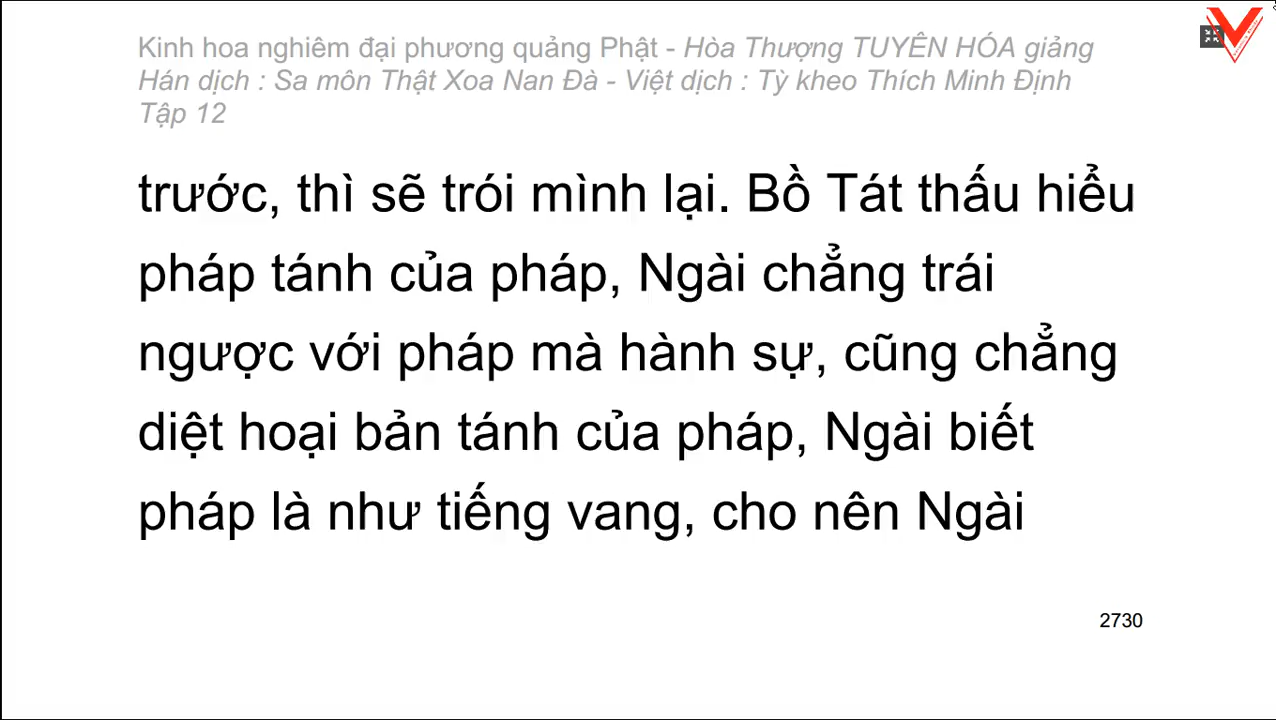 Kinh hoa nghiêm đại phương quảng Phật - Hòa Thượng TUYÊN HÓA giảng
Hán dịch : Sa môn Thật Xoa Nan Đà - Việt dịch : Tỳ kheo Thích Minh Định
Tập 12
trước, thì sẽ trói mình lại. Bồ Tát thấu hiểu
pháp tánh của pháp, Ngài chẳng trái
ngược với pháp mà hành sự, cũng chẳng
diệt hoại bản tánh của pháp, Ngài biết
pháp là như tiếng vang, cho nên Ngài
2730